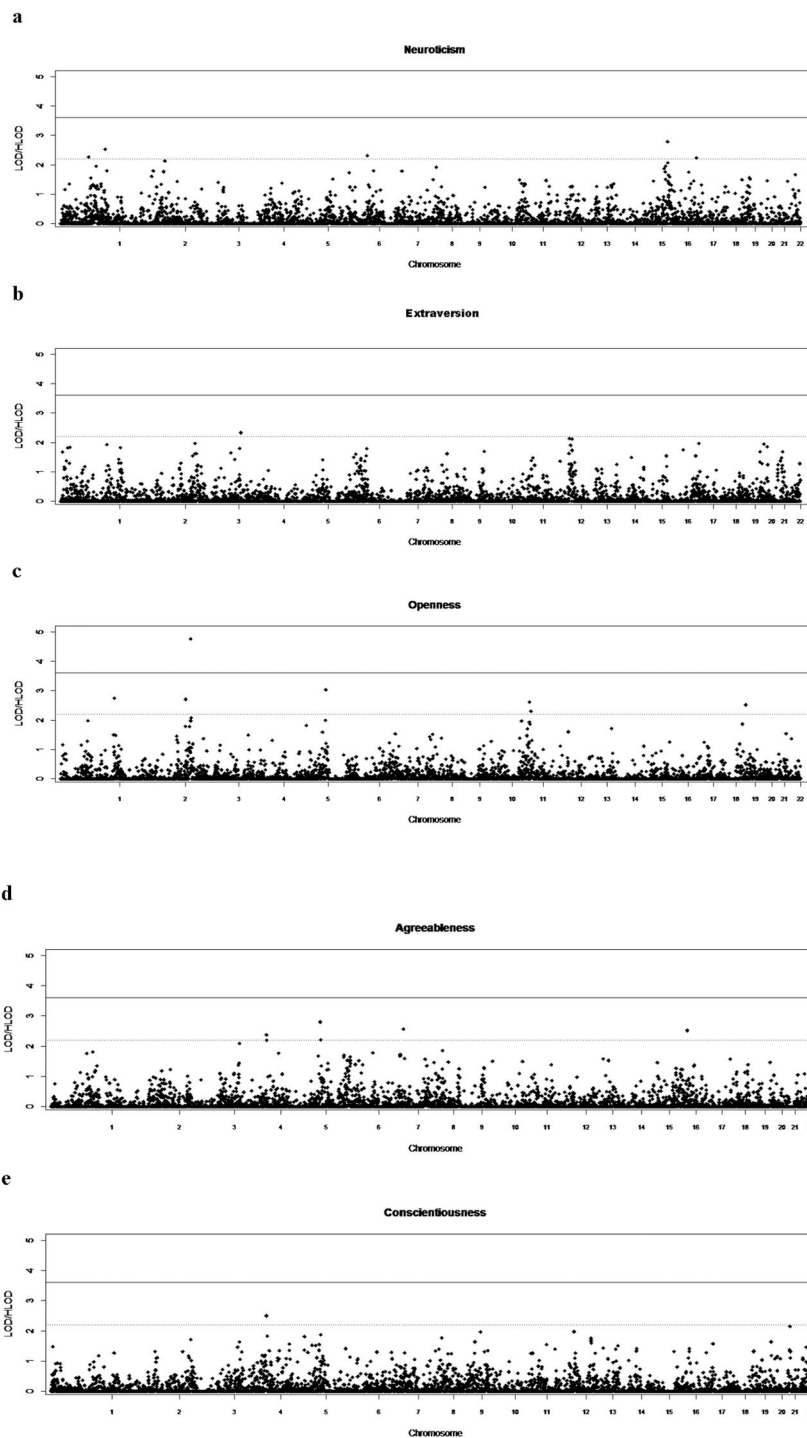 a
Neuroticism
LOD/HLOD
0 1 2 3 4 5
1 2 3 4 5 6 7 8 9 10 11 12 13 14 15 16 17 18 19 20 21 22
Chromosome
b
Extraversion
LOD/HLOD
0 1 2 3 4 5
1 2 3 4 5 6 7 8 9 10 11 12 13 14 15 16 17 18 19 20 21 22
Chromosome
c
Openness
LOD/HLOD
0 1 2 3 4 5
1 2 3 4 5 6 7 8 9 10 11 12 13 14 15 16 17 18 19 20 21 22
Chromosome
d
Agreeableness
LOD/HLOD
0 1 2 3 4 5
1 2 3 4 5 6 7 8 9 10 11 12 13 14 15 16 17 18 19 20 21
Chromosome
e
Conscientiousness
LOD/HLOD
0 1 2 3 4 5
1 2 3 4 5 6 7 8 9 10 11 12 13 14 15 16 17 18 19 20 21
Chromosome